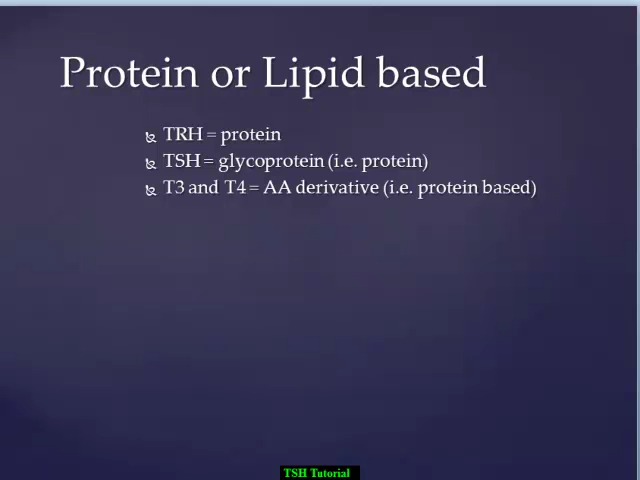 Protein or Lipid based
TRH = protein
TSH = glycoprotein (i.e. protein)
T3 and T4 = AA derivative (i.e. protein based)
TSH Tutorial